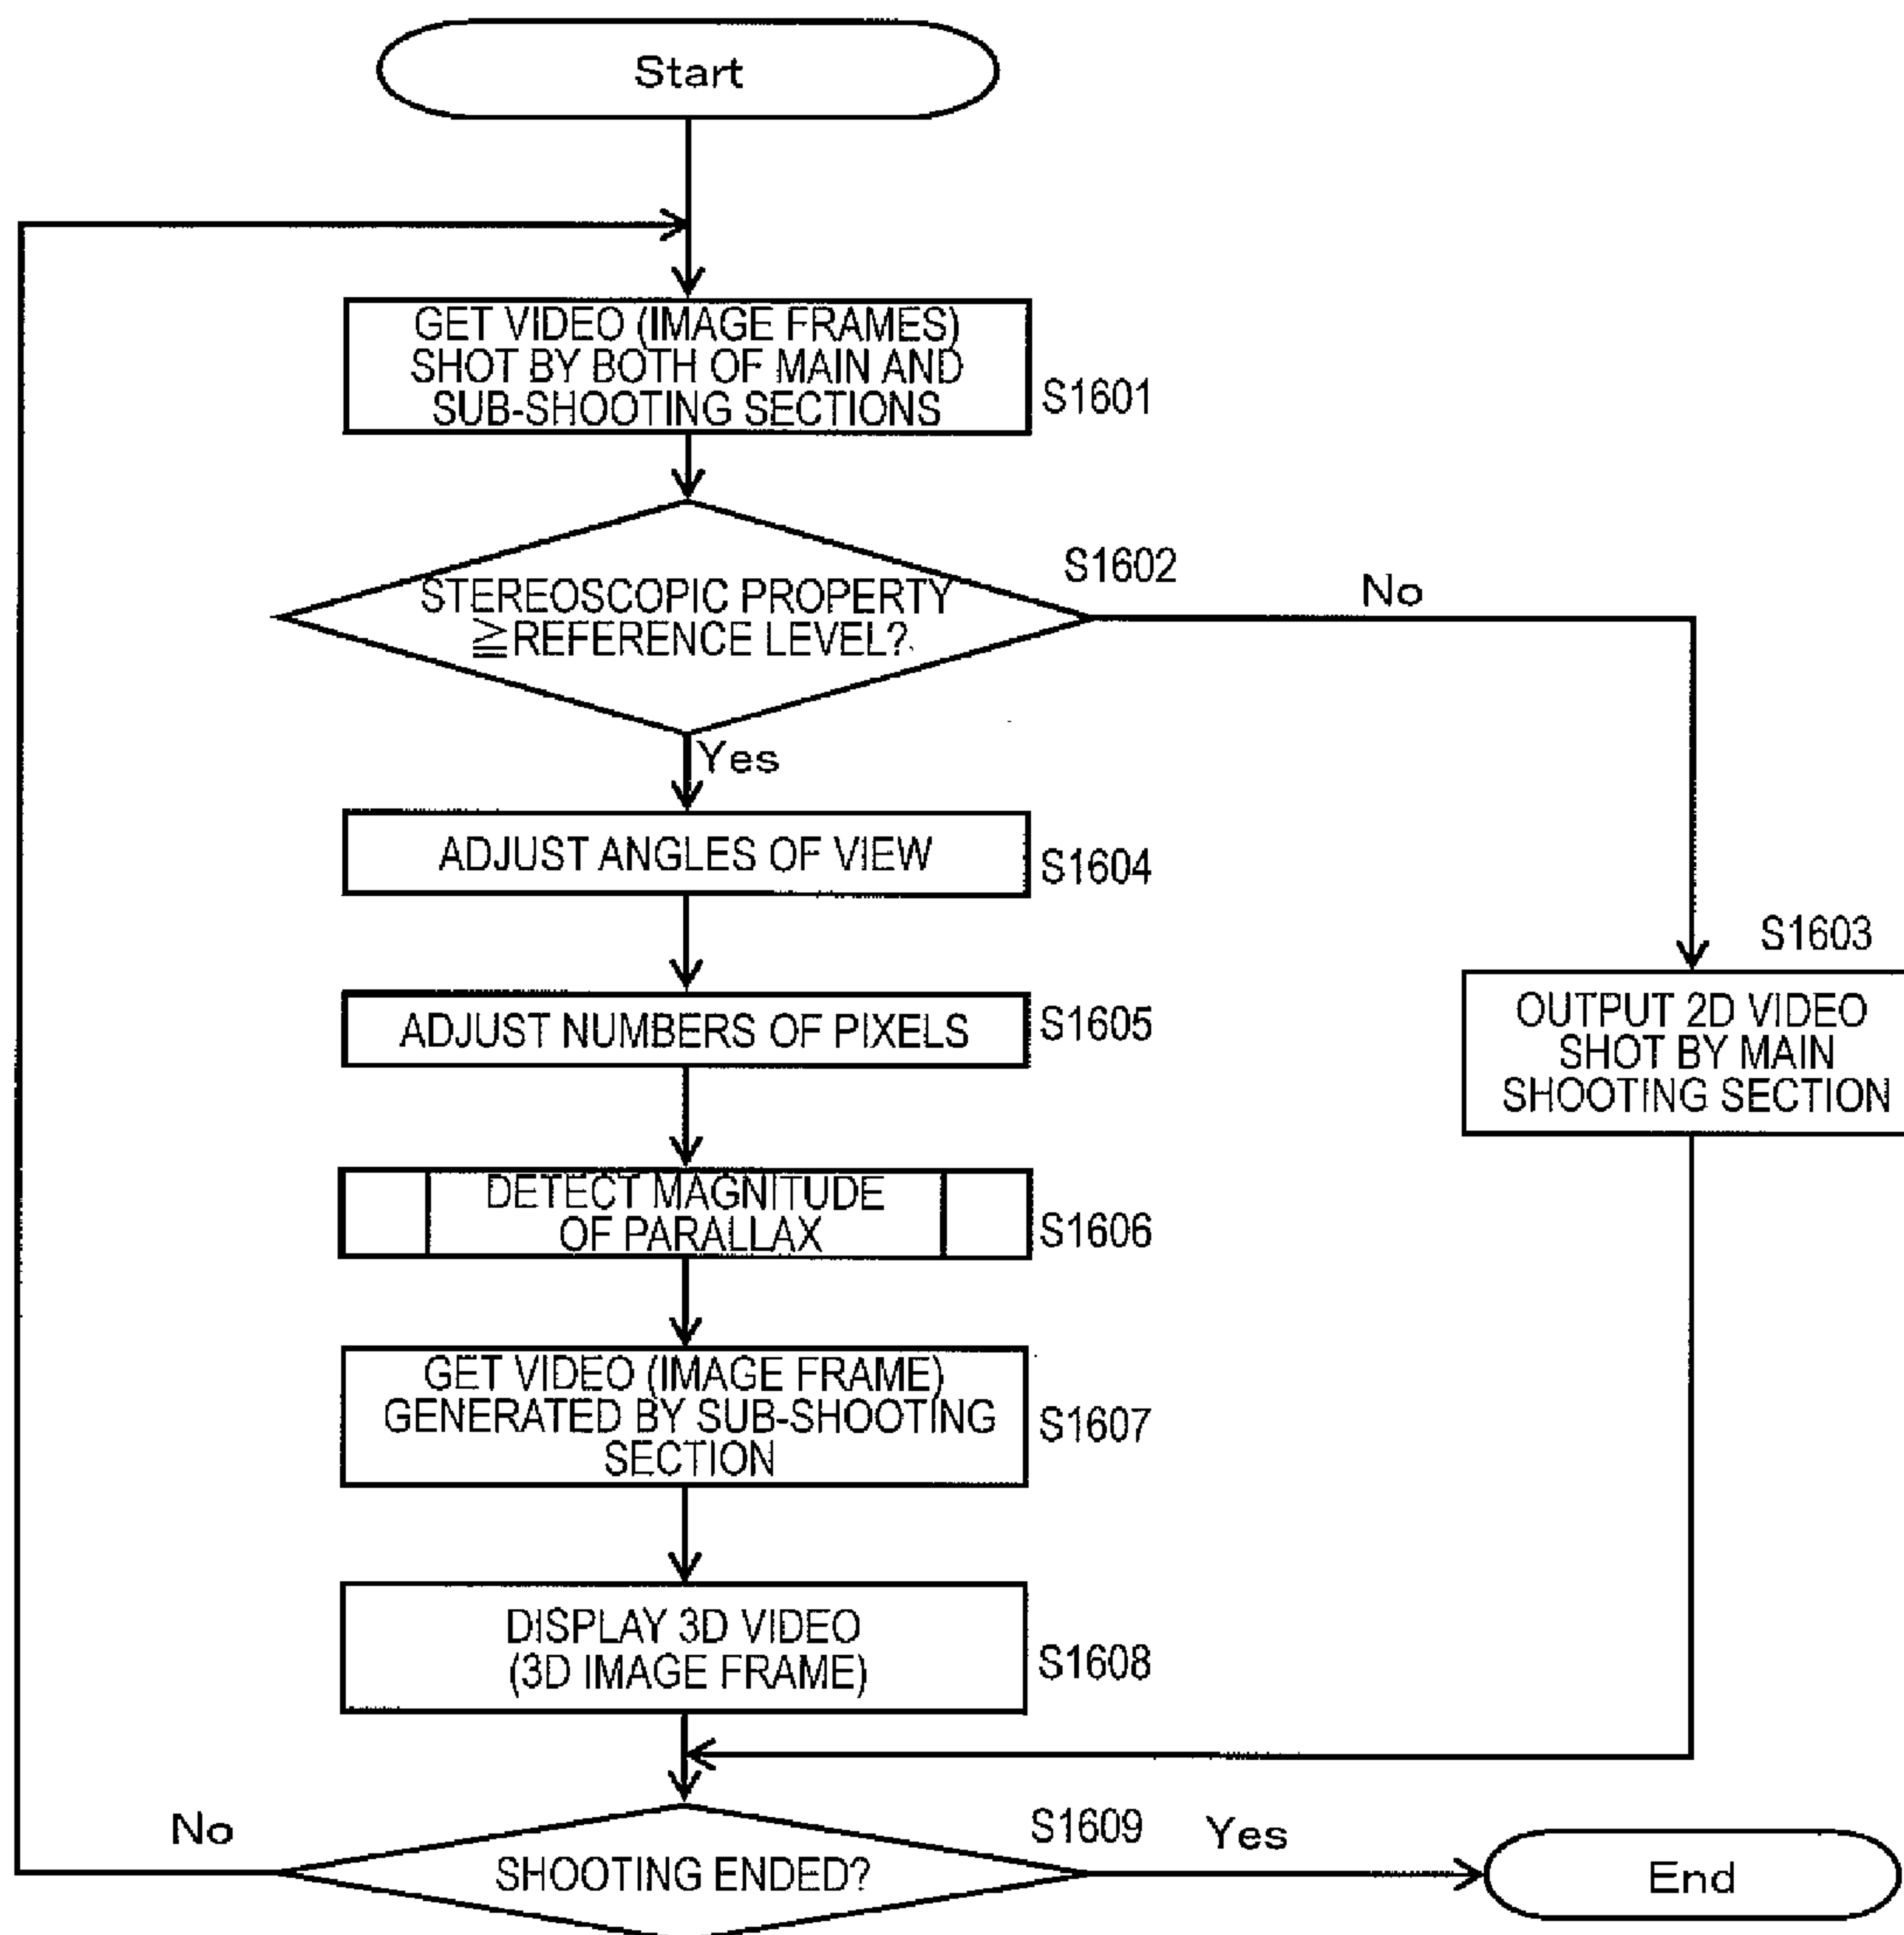 Start
GET VIDEO (IMAGE FRAMES)
SHOT BY BOTH OF MAIN AND
SUB-SHOOTING SECTIONS
S1601
STEREOSCOPIC PROPERTY
≧REFERENCE LEVEL?
S1602
No
Yes
ADJUST ANGLES OF VIEW
S1604
S1603
OUTPUT 2D VIDEO
SHOT BY MAIN
SHOOTING SECTION
ADJUST NUMBERS OF PIXELS
S1605
DETECT MAGNITUDE
OF PARALLAX
S1606
GET VIDEO (IMAGE FRAME)
GENERATED BY SUB-SHOOTING
SECTION
S1607
DISPLAY 3D VIDEO
(3D IMAGE FRAME)
S1608
No
SHOOTING ENDED?
S1609
Yes
End